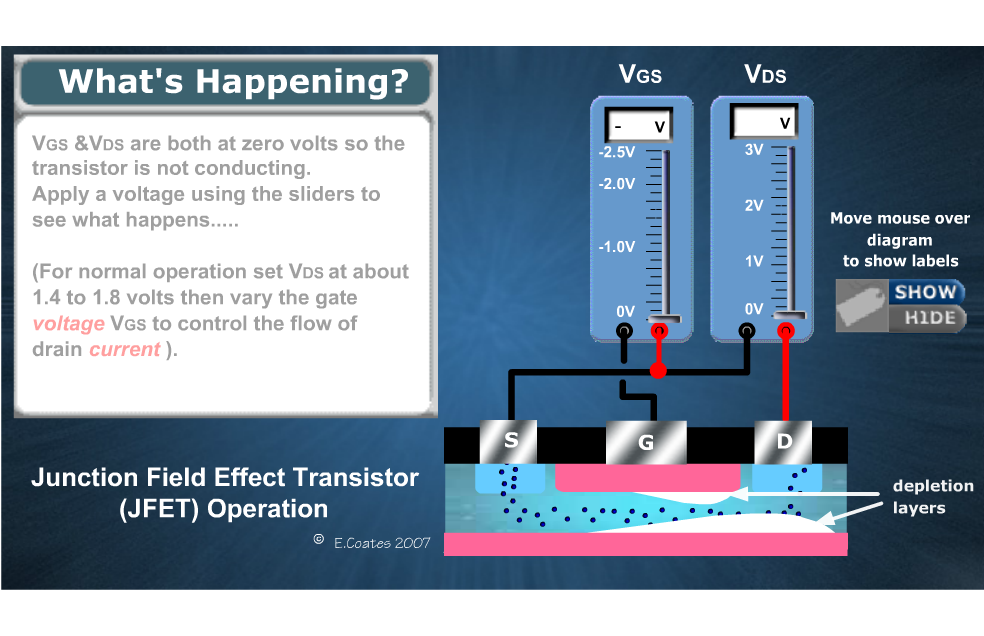 What's Happening?
VGS &VDS are both at zero volts so the
transistor is not conducting.
Apply a voltage using the sliders to
see what happens.....
(For normal operation set VDS at about
1.4 to 1.8 volts then vary the gate
voltage VGS to control the flow of
drain current ).
Junction Field Effect Transistor
(JFET) Operation
© E.Coates 2007
VGS
VDS
- V
V
-2.5V
-2.0V
-1.0V
0V
3V
2V
1V
0V
Move mouse over
diagram
to show labels
SHOW
HIDE
S
G
D
depletion
layers